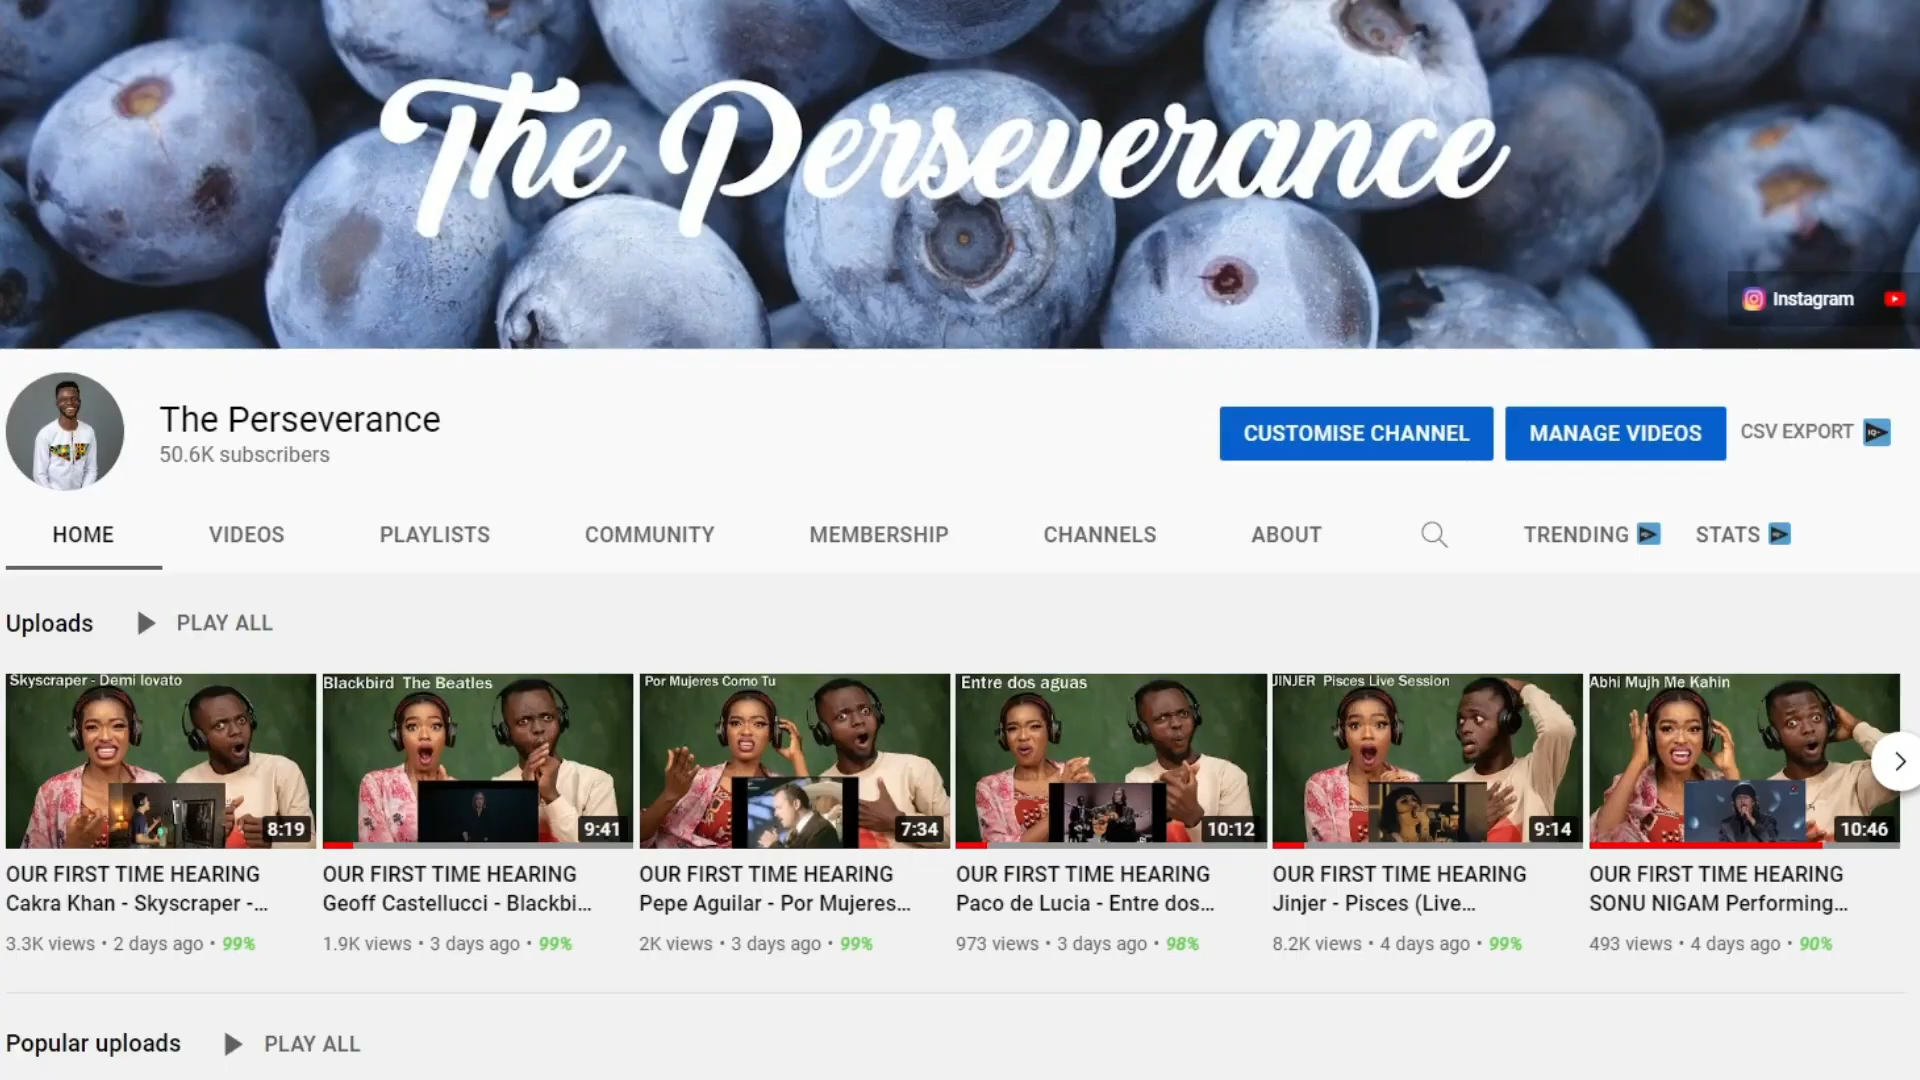 The Perseverance
Instagram
The Perseverance
50.6K subscribers
CUSTOMISE CHANNEL
MANAGE VIDEOS
CSV EXPORT
HOME
VIDEOS
PLAYLISTS
COMMUNITY
MEMBERSHIP
CHANNELS
ABOUT
TRENDING
STATS
Uploads
PLAY ALL
Skyscraper - Demi lovato
8:19
OUR FIRST TIME HEARING
Cakra Khan - Skyscraper -...
3.3K views • 2 days ago • 99%
Blackbird The Beatles
9:41
OUR FIRST TIME HEARING
Geoff Castellucci - Blackbi...
1.9K views • 3 days ago • 99%
Por Mujeres Como Tu
7:34
OUR FIRST TIME HEARING
Pepe Aguilar - Por Mujeres...
2K views • 3 days ago • 99%
Entre dos aguas
10:12
OUR FIRST TIME HEARING
Paco de Lucia - Entre dos...
973 views • 3 days ago • 98%
JINJER Pisces Live Session
9:14
OUR FIRST TIME HEARING
Jinjer - Pisces (Live...
8.2K views • 4 days ago • 99%
Abhi Mujh Me Kahin
10:46
OUR FIRST TIME HEARING
SONU NIGAM Performing...
493 views • 4 days ago • 90%
Popular uploads
PLAY ALL